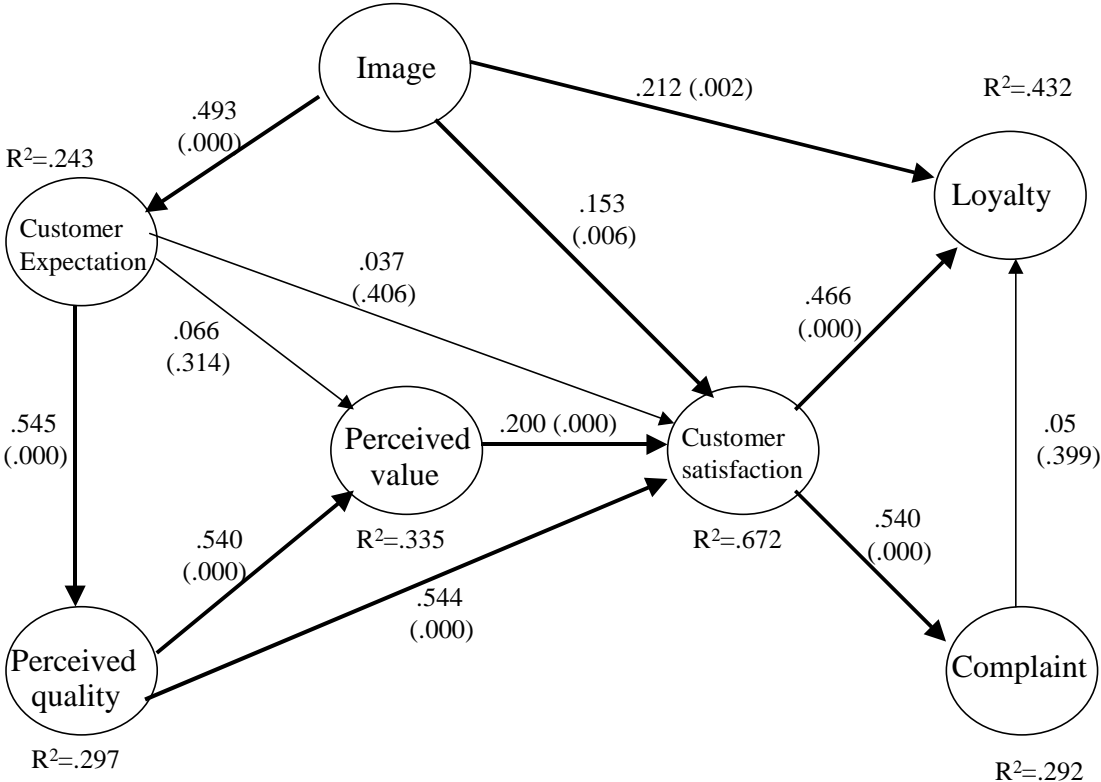 Image
.212 (.002)
R²=.432
.493
(.000)
R²=.243
Loyalty
Customer
Expectation
.153
(.006)
.037
(.406)
.466
(.000)
.066
(.314)
.545
(.000)
.200 (.000)
Perceived
value
Customer
satisfaction
.05
(.399)
R²=.335
R²=.672
.540
(.000)
.540
(.000)
.544
(.000)
Perceived
quality
Complaint
R²=.297
R²=.292